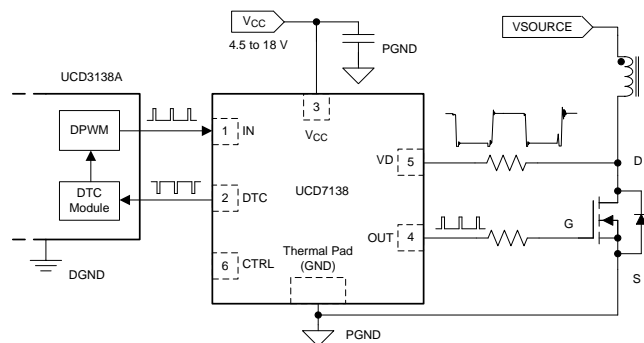 VCC
4.5 to 18 V
PGND
VSOURCE
UCD3138A
DPWM
1
IN
3
VCC
VD
5
D
DTC
Module
2
DTC
UCD7138
OUT
4
G
6
CTRL
Thermal Pad
(GND)
DGND
S
PGND